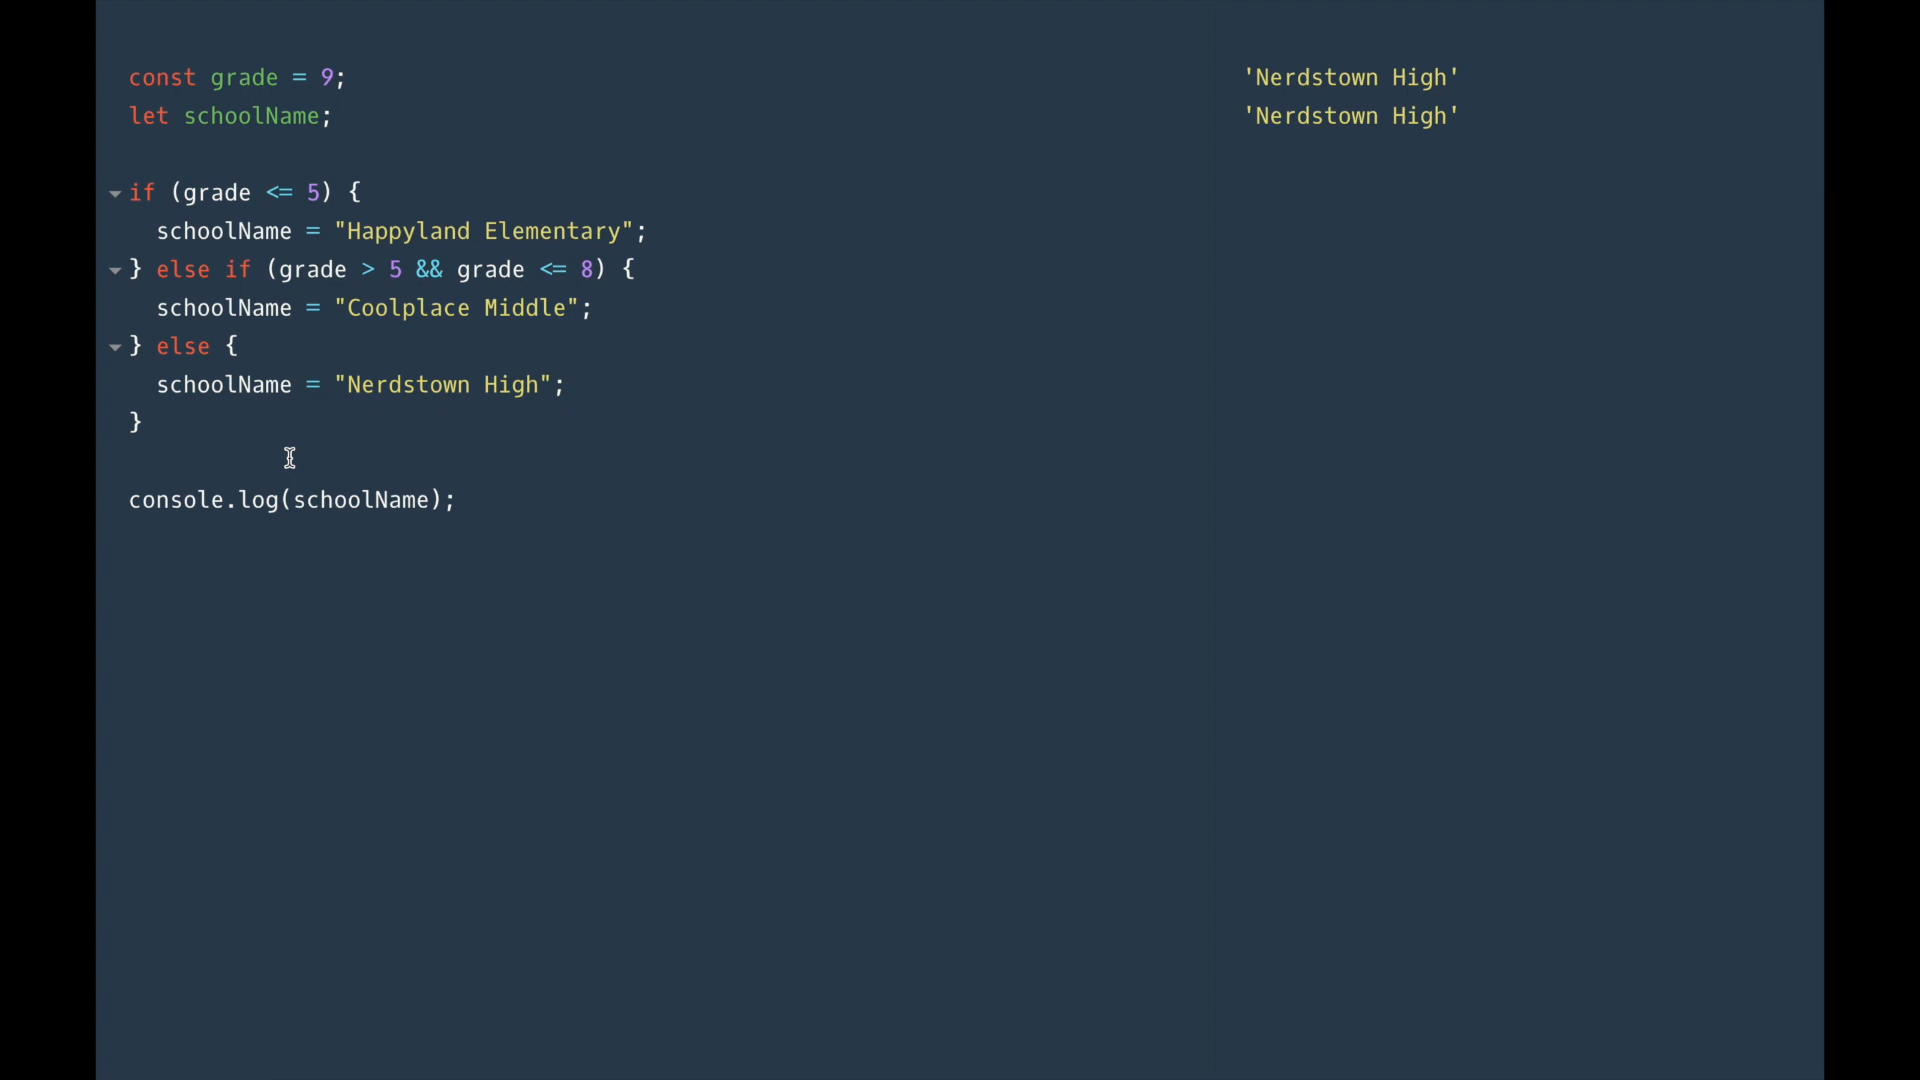 const grade = 9;
let schoolName;
if (grade <= 5) {
  schoolName = "Happyland Elementary";
} else if (grade > 5 && grade <= 8) {
  schoolName = "Coolplace Middle";
} else {
  schoolName = "Nerdstown High";
}
console.log(schoolName);
'Nerdstown High'
'Nerdstown High'